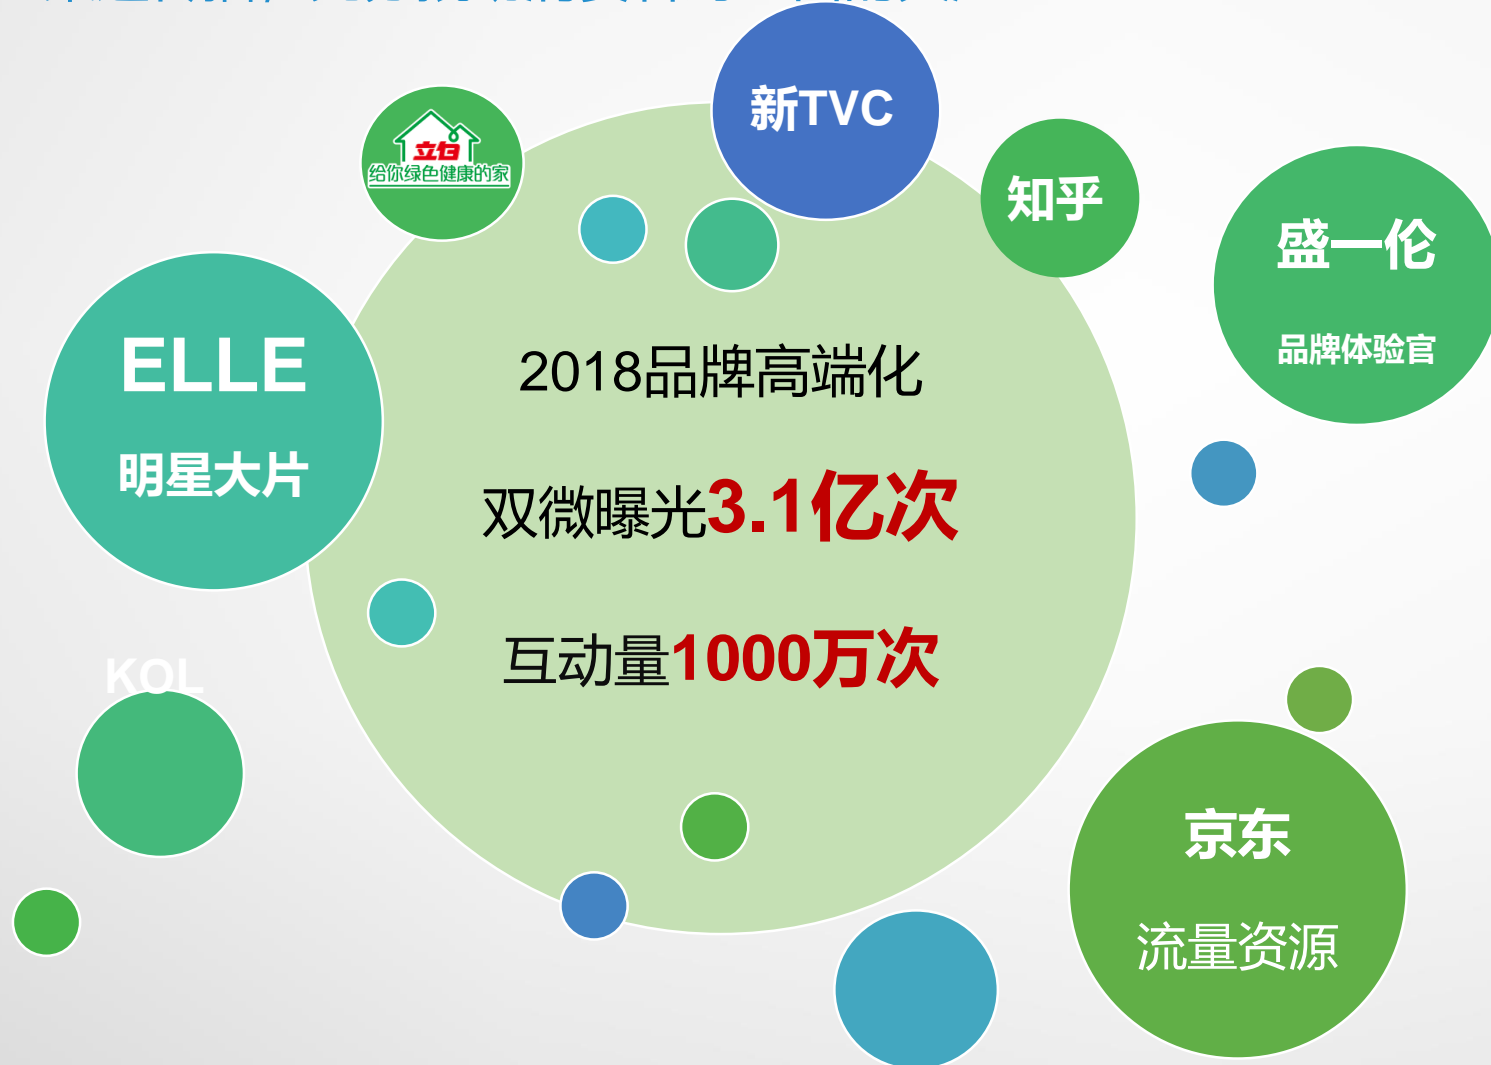 新TVC
立白
给你绿色健康的家
知乎
盛一伦
品牌体验官
ELLE
明星大片
2018品牌高端化
双微曝光3.1亿次
互动量1000万次
KOL
京东
流量资源